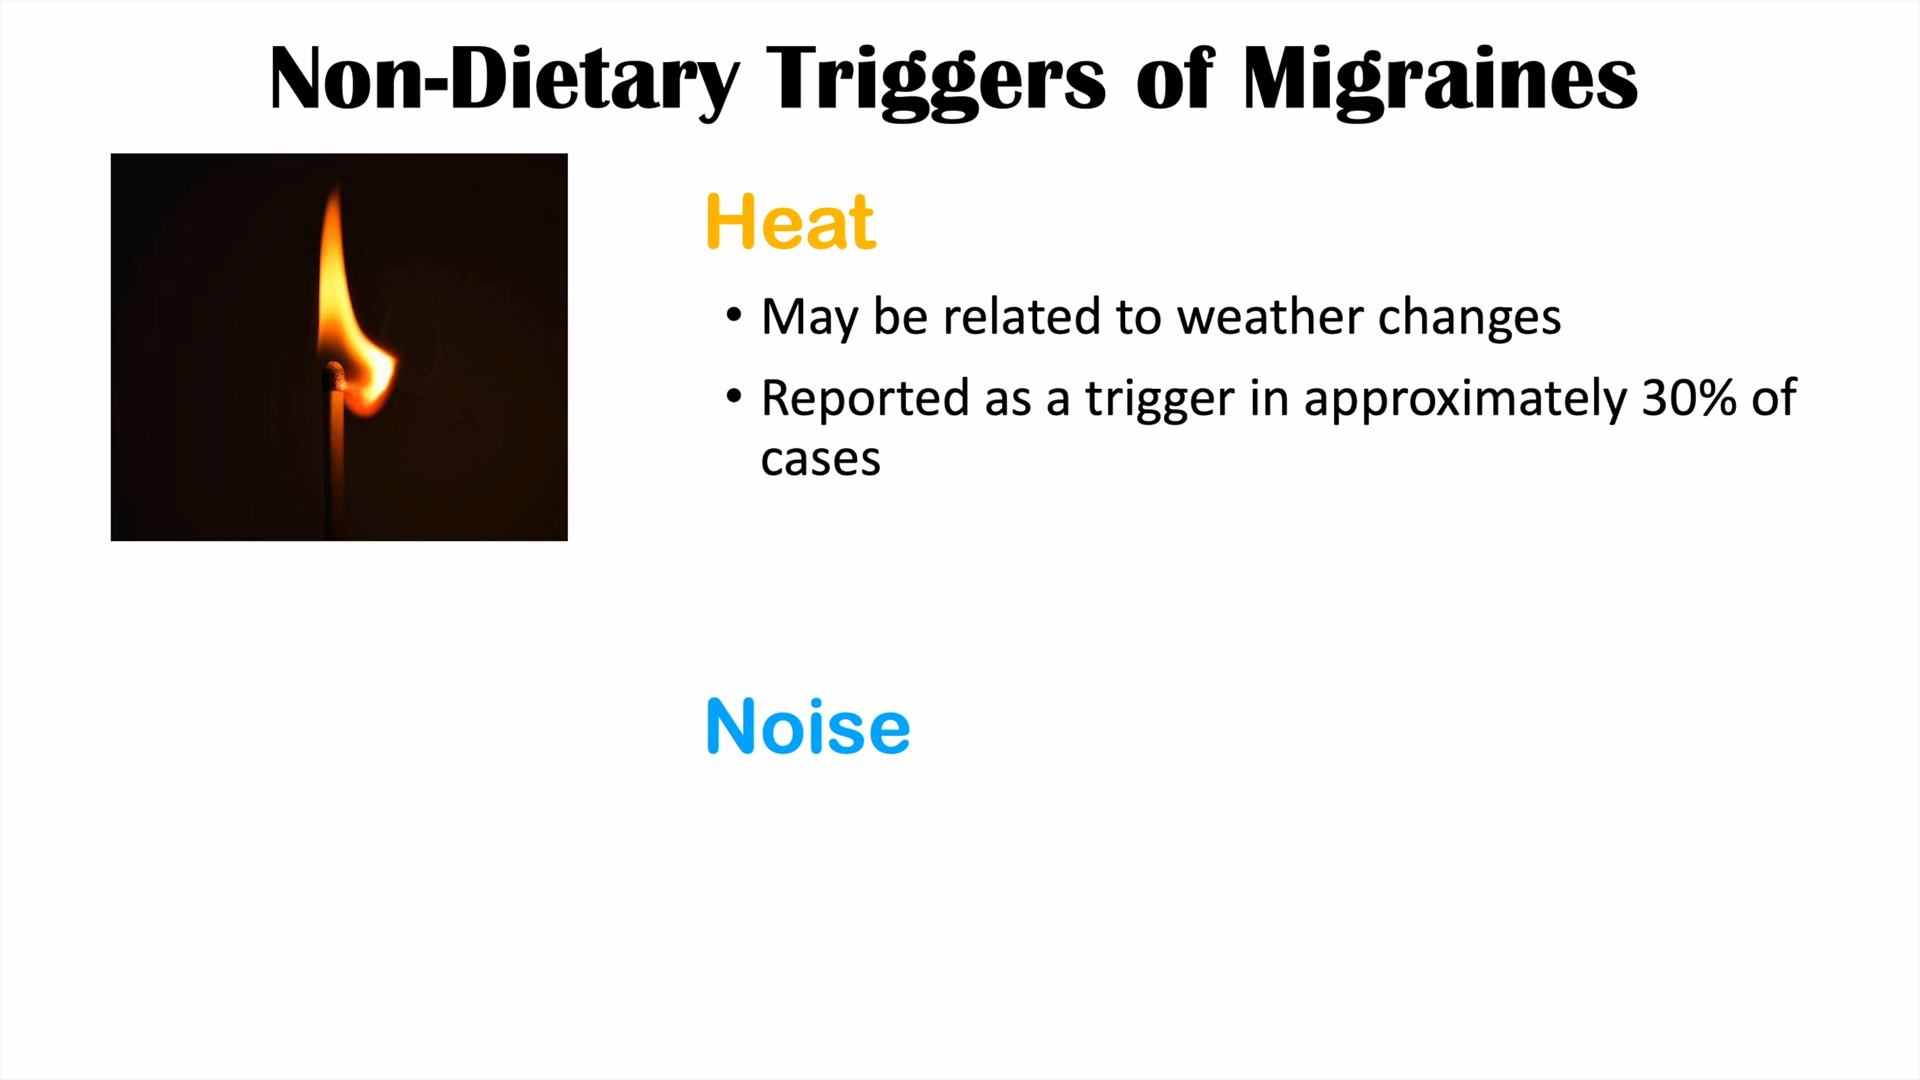 Non-Dietary Triggers of Migraines
Heat
• May be related to weather changes
• Reported as a trigger in approximately 30% of
cases
Noise